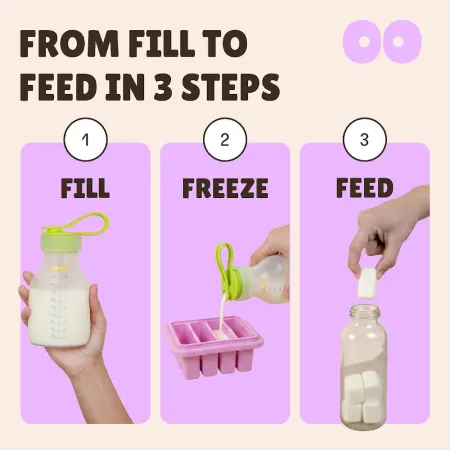 FROM FILL TO
FEED IN 3 STEPS
1
2
3
FILL
FREEZE
FEED